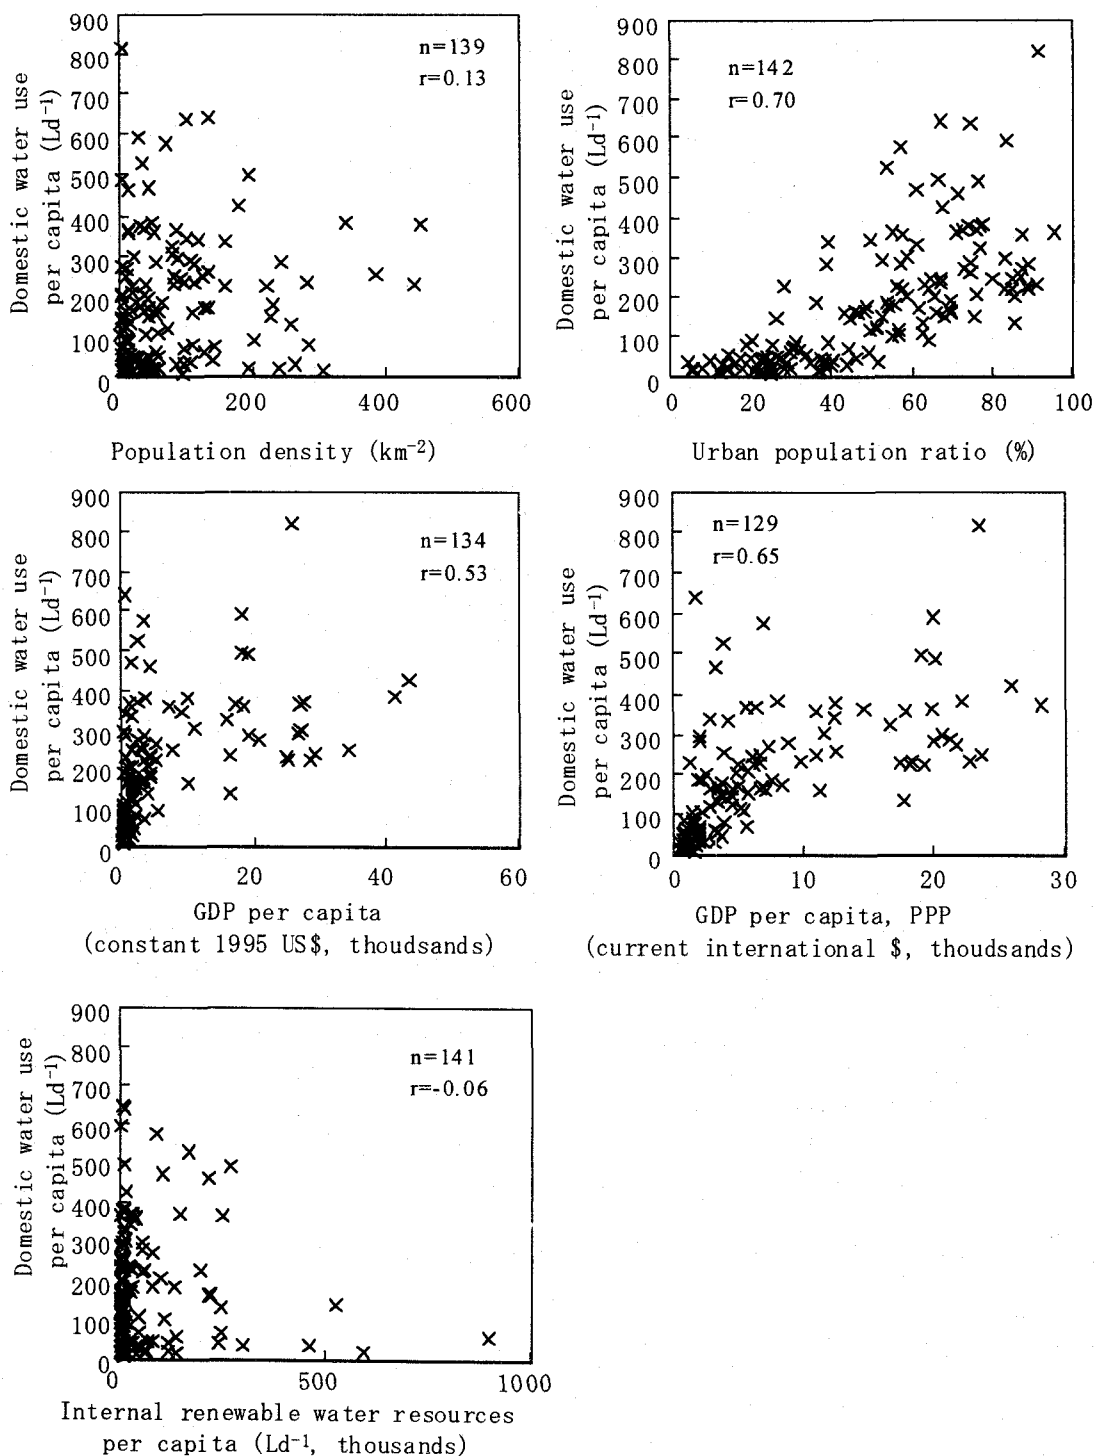 900
800
700
600
500
400
300
200
100
0
Domestic water use
per capita (Ld⁻¹)
n=139
r=0.13
0 200 400 600
Population density (km⁻²)
900
800
700
600
500
400
300
200
100
0
Domestic water use
per capita (Ld⁻¹)
n=142
r=0.70
0 20 40 60 80 100
Urban population ratio (%)
900
800
700
600
500
400
300
200
100
0
Domestic water use
per capita (Ld⁻¹)
n=134
r=0.53
0 20 40 60
GDP per capita
(constant 1995 US$, thoudsands)
900
800
700
600
500
400
300
200
100
0
Domestic water use
per capita (Ld⁻¹)
n=129
r=0.65
0 10 20 30
GDP per capita, PPP
(current international $, thoudsands)
900
800
700
600
500
400
300
200
100
0
Domestic water use
per capita (Ld⁻¹)
n=141
r=-0.06
0 500 1000
Internal renewable water resources
per capita (Ld⁻¹, thousands)